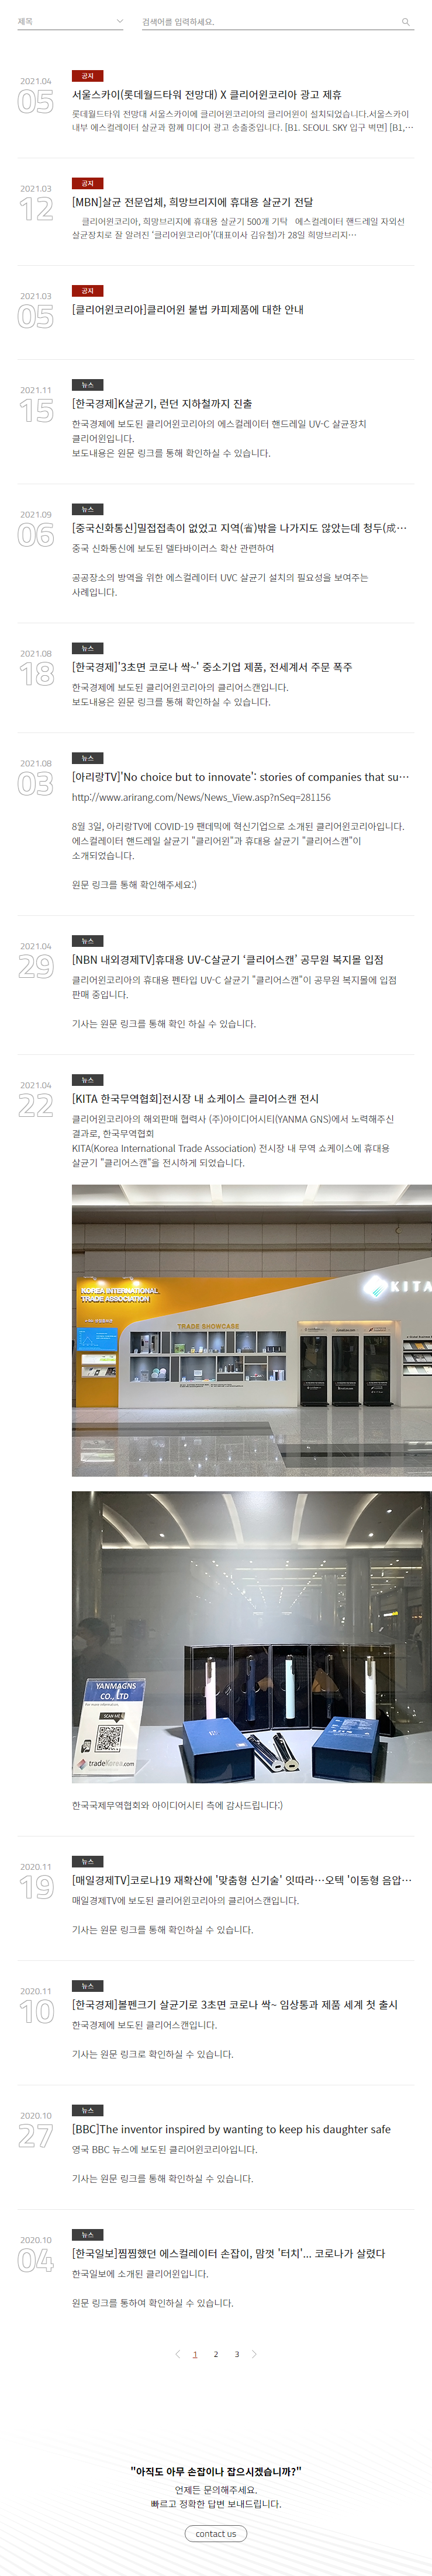 제목
검색어를 입력하세요.
2021.04
05
공지
서울스카이(롯데월드타워 전망대) X 클리어윈코리아 광고 제휴
롯데월드타워 전망대 서울스카이에 클리어윈코리아의 클리어윈이 설치되었습니다.서울스카이
내부 에스컬레이터 살균과 함께 미디어 광고 송출중입니다. [B1. SEOUL SKY 입구 벽면] [B1,…
2021.03
12
공지
[MBN]살균 전문업체, 희망브리지에 휴대용 살균기 전달
클리어윈코리아, 희망브리지에 휴대용 살균기 500개 기탁 에스컬레이터 핸드레일 자외선
살균장치로 잘 알려진 '클리어윈코리아'(대표이사 김유철)가 28일 희망브리지…
2021.03
05
공지
[클리어윈코리아]클리어윈 불법 카피제품에 대한 안내
2021.11
15
뉴스
[한국경제]K살균기, 런던 지하철까지 진출
한국경제에 보도된 클리어윈코리아의 에스컬레이터 핸드레일 UV-C 살균장치
클리어윈입니다.
보도내용은 원문 링크를 통해 확인하실 수 있습니다.
2021.09
06
뉴스
[중국신화통신]밀접접촉이 없었고 지역(省)밖을 나가지도 않았는데 청두(成…
중국 신화통신에 보도된 델타바이러스 확산 관련하여
공공장소의 방역을 위한 에스컬레이터 UVC 살균기 설치의 필요성을 보여주는
사례입니다.
2021.08
18
뉴스
[한국경제]'3초면 코로나 싹~' 중소기업 제품, 전세계서 주문 폭주
한국경제에 보도된 클리어윈코리아의 클리어스캔입니다.
보도내용은 원문 링크를 통해 확인하실 수 있습니다.
2021.08
03
뉴스
[아리랑TV]'No choice but to innovate': stories of companies that su…
http://www.arirang.com/News/News_View.asp?nSeq=281156
8월 3일, 아리랑TV에 COVID-19 팬데믹에 혁신기업으로 소개된 클리어윈코리아입니다.
에스컬레이터 핸드레일 살균기 "클리어윈"과 휴대용 살균기 "클리어스캔"이
소개되었습니다.
원문 링크를 통해 확인해주세요:)
2021.04
29
뉴스
[NBN 내외경제TV]휴대용 UV-C살균기 '클리어스캔' 공무원 복지몰 입점
클리어윈코리아의 휴대용 펜타입 UV-C 살균기 "클리어스캔"이 공무원 복지몰에 입점
판매 중입니다.
기사는 원문 링크를 통해 확인 하실 수 있습니다.
2021.04
22
뉴스
[KITA 한국무역협회]전시장 내 쇼케이스 클리어스캔 전시
클리어윈코리아의 해외판매 협력사 (주)아이디어시티(YANMA GNS)에서 노력해주신
결과로, 한국무역협회
KITA(Korea International Trade Association) 전시장 내 무역 쇼케이스에 휴대용
살균기 "클리어스캔"을 전시하게 되었습니다.
KOREA INTERNATIONAL
TRADE ASSOCIATION
TRADE SHOWCASE
KITA
YANMAGNS
CO., LTD
SCAN ME
tradeKorea.com
한국국제무역협회와 아이디어시티 측에 감사드립니다:)
2020.11
19
뉴스
[매일경제TV]코로나19 재확산에 '맞춤형 신기술' 잇따라…오텍 '이동형 음압…
매일경제TV에 보도된 클리어윈코리아의 클리어스캔입니다.
기사는 원문 링크를 통해 확인하실 수 있습니다.
2020.11
10
뉴스
[한국경제]볼펜크기 살균기로 3초면 코로나 싹~ 임상통과 제품 세계 첫 출시
한국경제에 보도된 클리어스캔입니다.
기사는 원문 링크로 확인하실 수 있습니다.
2020.10
27
뉴스
[BBC]The inventor inspired by wanting to keep his daughter safe
영국 BBC 뉴스에 보도된 클리어윈코리아입니다.
기사는 원문 링크를 통해 확인하실 수 있습니다.
2020.10
04
뉴스
[한국일보]찜찜했던 에스컬레이터 손잡이, 맘껏 '터치'... 코로나가 살렸다
한국일보에 소개된 클리어윈입니다.
원문 링크를 통하여 확인하실 수 있습니다.
1 2 3
"아직도 아무 손잡이나 잡으시겠습니까?"
언제든 문의해주세요.
빠르고 정확한 답변 보내드립니다.
contact us